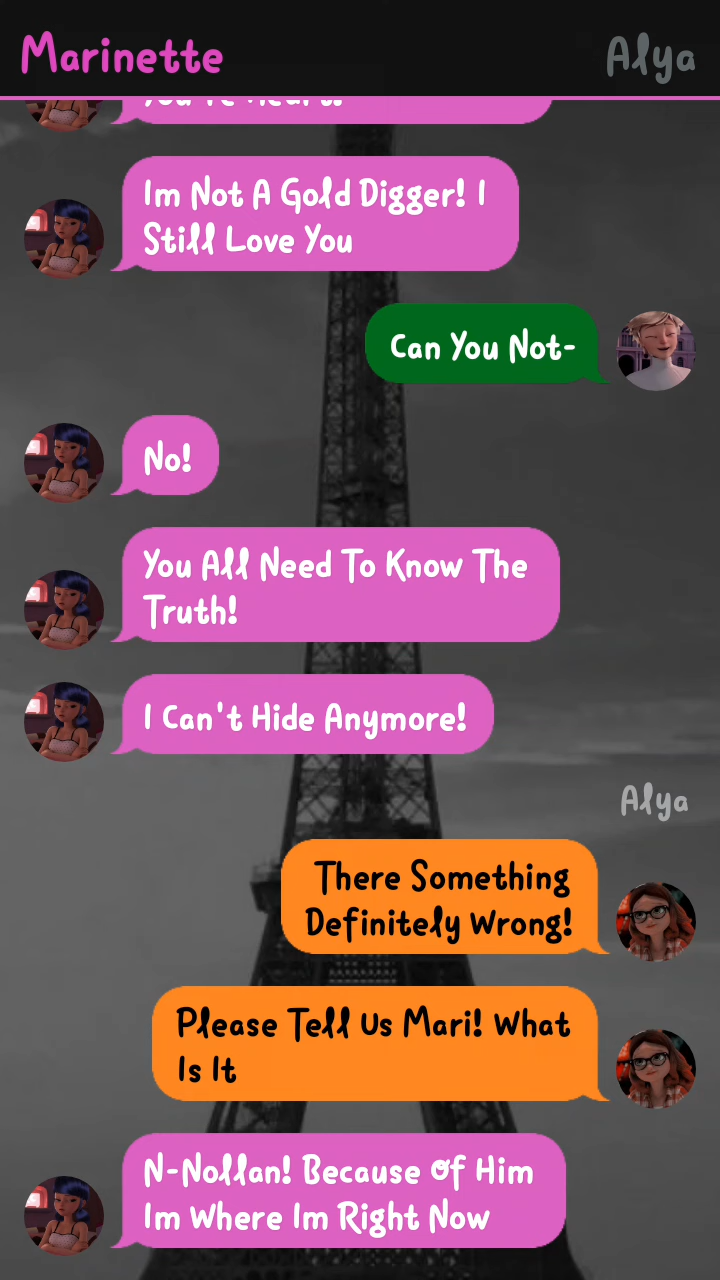 Marinette
Alya
Im Not A Gold Digger! I
Still Love You
Can You Not-
No!
You All Need To Know The
Truth!
I Can't Hide Anymore!
Alya
There Something
Definitely Wrong!
Please Tell Us Mari! What
Is It
N-Nollan! Because Of Him
Im Where Im Right Now